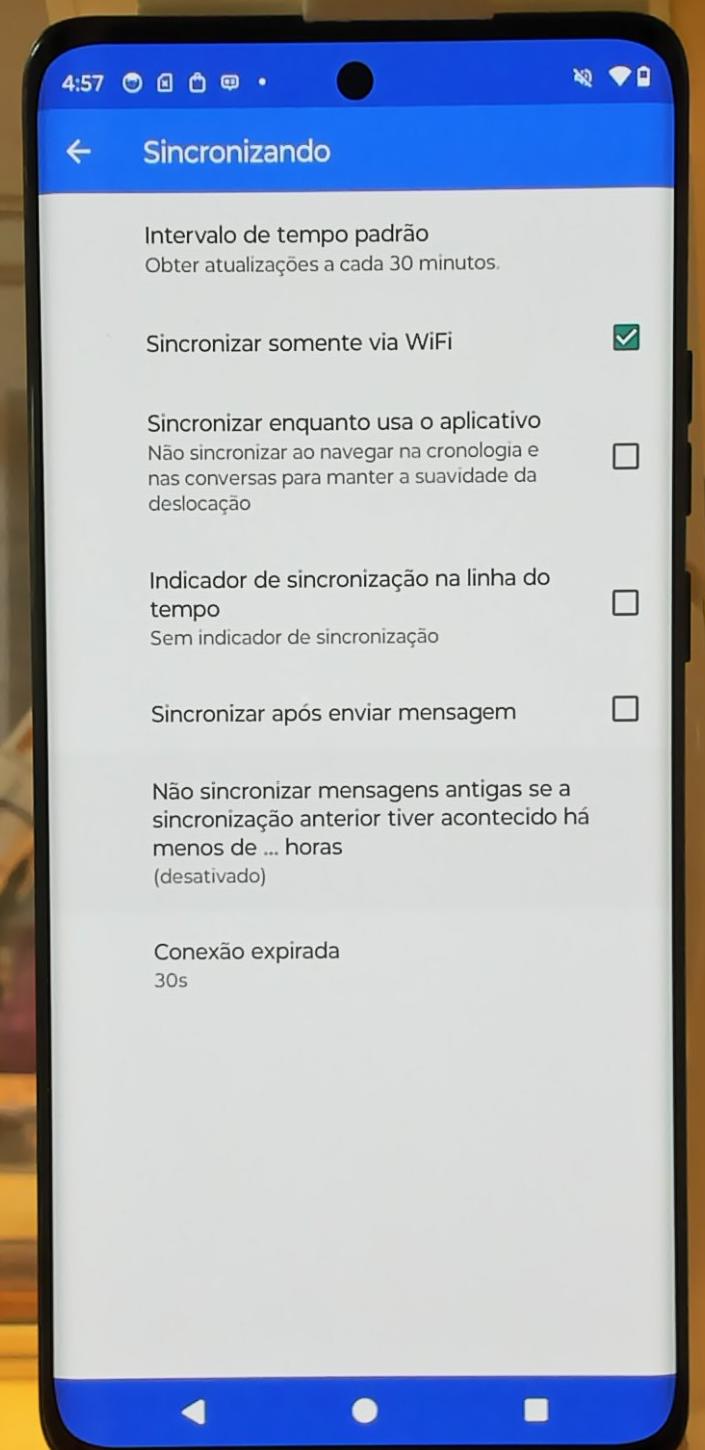 4:57
Sincronizando
Intervalo de tempo padrão
Obter atualizações a cada 30 minutos.
Sincronizar somente via WiFi
Sincronizar enquanto usa o aplicativo
Não sincronizar ao navegar na cronologia e
nas conversas para manter a suavidade da
deslocação
Indicador de sincronização na linha do
tempo
Sem indicador de sincronização
Sincronizar após enviar mensagem
Não sincronizar mensagens antigas se a
sincronização anterior tiver acontecido há
menos de ... horas
(desativado)
Conexão expirada
30s